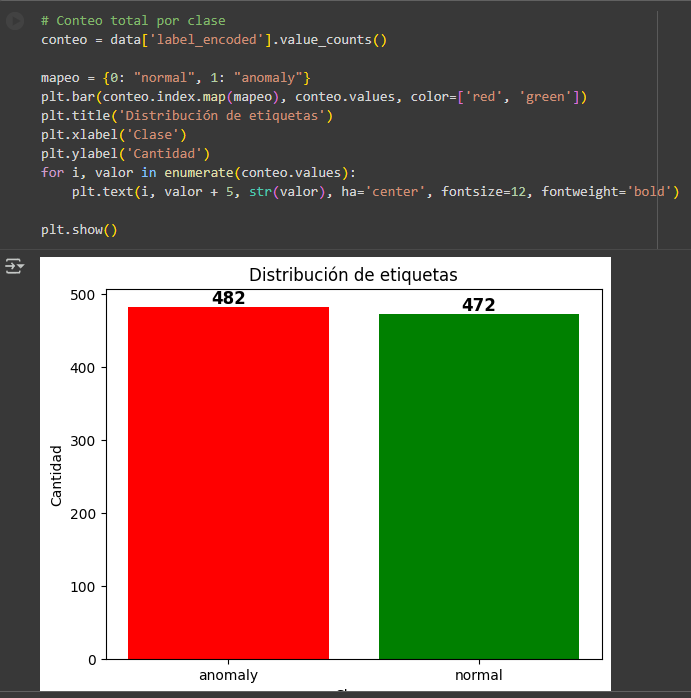 # Conteo total por clase
conteo = data['label_encoded'].value_counts()
mapeo = {0: "normal", 1: "anomaly"}
plt.bar(conteo.index.map(mapeo), conteo.values, color=['red', 'green'])
plt.title('Distribución de etiquetas')
plt.xlabel('Clase')
plt.ylabel('Cantidad')
for i, valor in enumerate(conteo.values):
    plt.text(i, valor + 5, str(valor), ha='center', fontsize=12, fontweight='bold')
plt.show()
Distribución de etiquetas
500
482
472
400
300
Cantidad
200
100
0
anomaly
normal